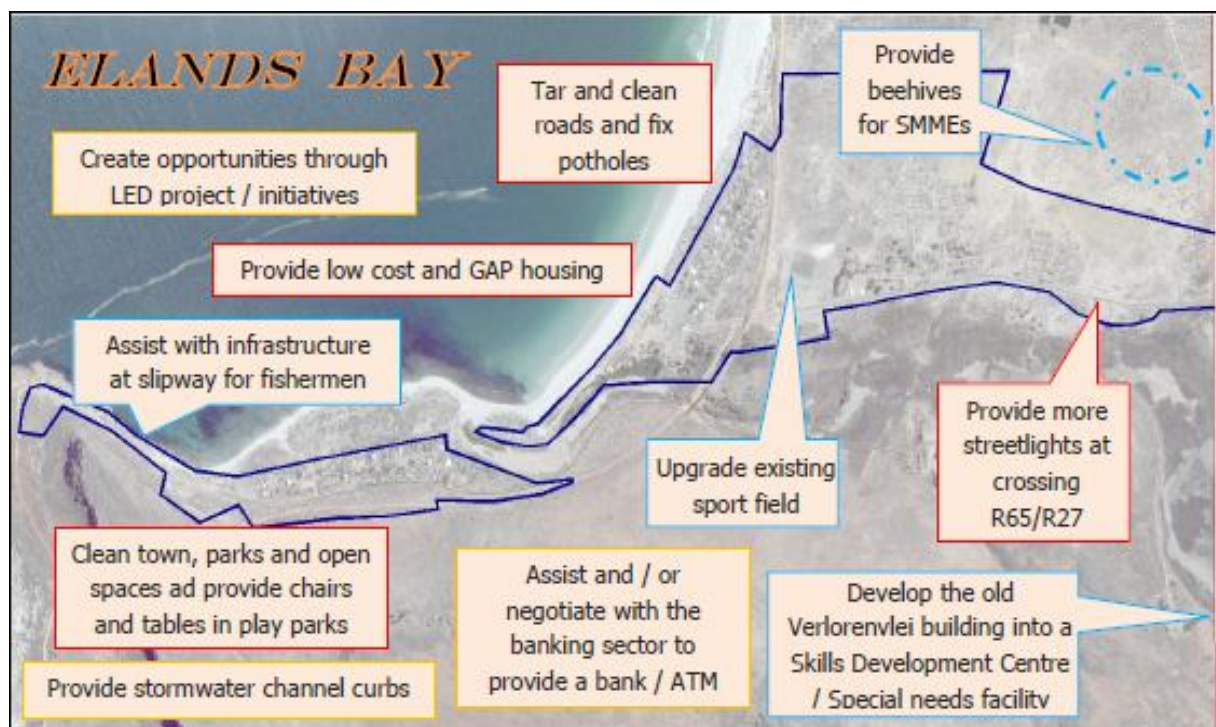 ELANDS BAY
Create opportunities through
LED project / initiatives
Tar and clean
roads and fix
potholes
Provide
beehives
for SMMEs
Provide low cost and GAP housing
Assist with infrastructure
at slipway for fishermen
Upgrade existing
sport field
Provide more
streetlights at
crossing
R65/R27
Clean town, parks and open
spaces ad provide chairs
and tables in play parks
Assist and / or
negotiate with the
banking sector to
provide a bank / ATM
Develop the old
Verlorenvlei building into a
Skills Development Centre
/ Special needs facility
Provide stormwater channel curbs